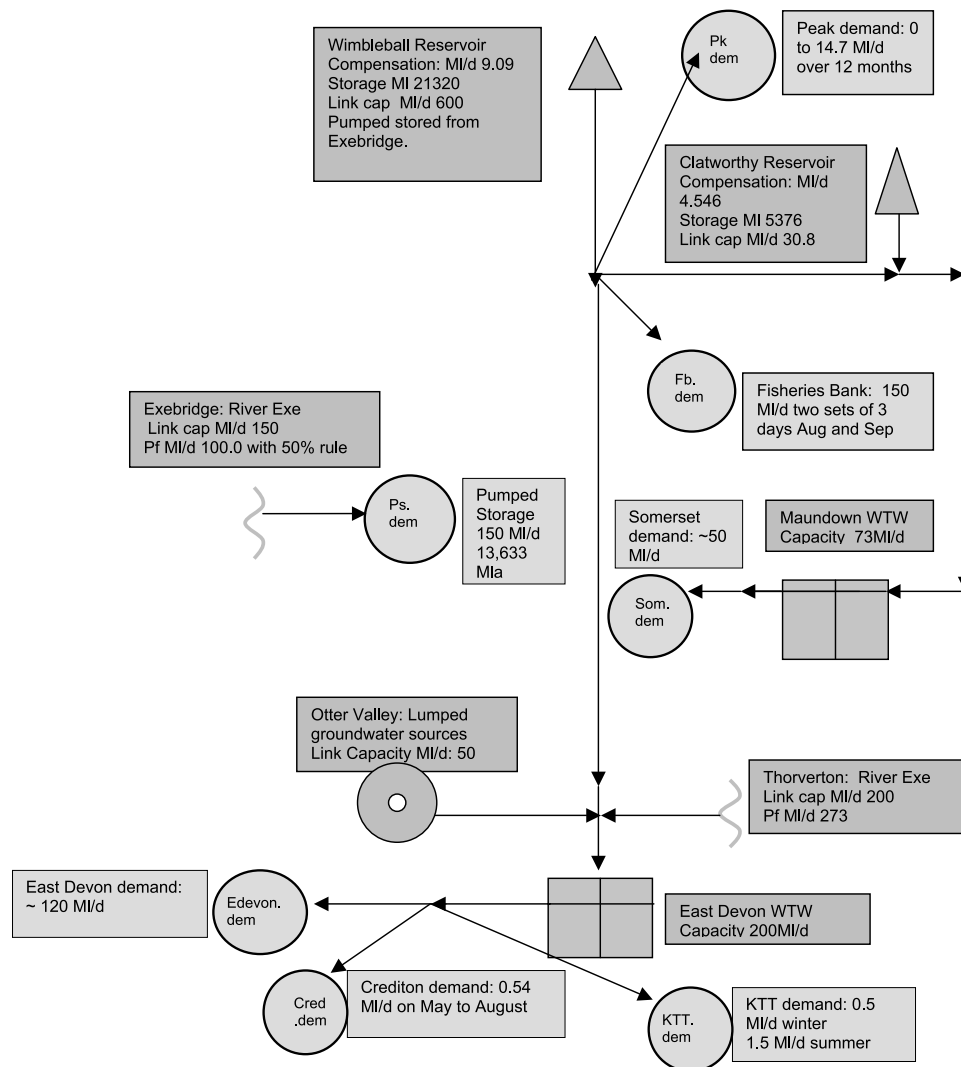 Wimbleball Reservoir
Compensation: Ml/d 9.09
Storage Ml 21320
Link cap  Ml/d 600
Pumped stored from
Exebridge.
Pk
dem
Peak demand: 0
to 14.7 Ml/d
over 12 months
Clatworthy Reservoir
Compensation: Ml/d
4.546
Storage Ml 5376
Link cap Ml/d 30.8
Fb.
dem
Fisheries Bank:  150
Ml/d two sets of 3
days Aug and Sep
Exebridge: River Exe
Link cap Ml/d 150
Pf Ml/d 100.0 with 50% rule
Ps.
dem
Pumped
Storage
150 Ml/d
13,633
Mla
Somerset
demand: ~50
Ml/d
Maundown WTW
Capacity  73Ml/d
Som.
dem
Otter Valley: Lumped
groundwater sources
Link Capacity Ml/d: 50
Thorverton:  River Exe
Link cap Ml/d 200
Pf Ml/d 273
East Devon demand:
~ 120 Ml/d
Edevon.
dem
East Devon WTW
Capacity 200Ml/d
Cred
.dem
Crediton demand: 0.54
Ml/d on May to August
KTT.
dem
KTT demand: 0.5
Ml/d winter
1.5 Ml/d summer